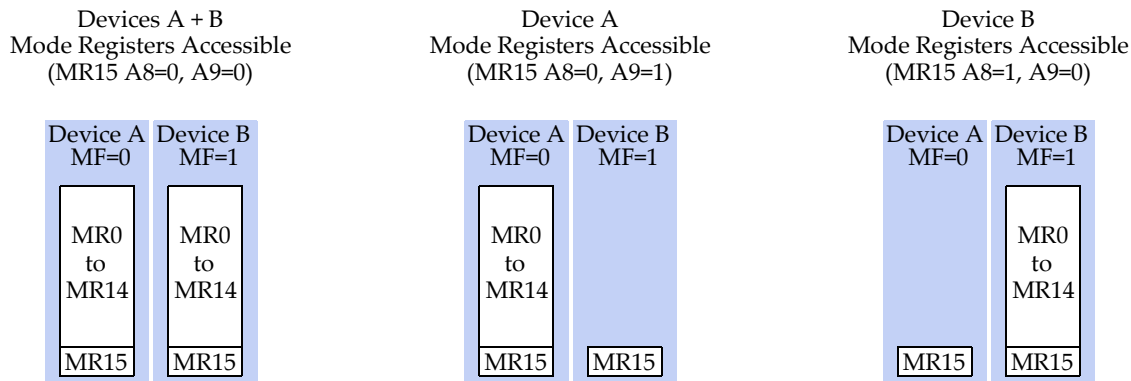 Devices A + B
Mode Registers Accessible
(MR15 A8=0, A9=0)
Device A
Mode Registers Accessible
(MR15 A8=0, A9=1)
Device B
Mode Registers Accessible
(MR15 A8=1, A9=0)
Device A Device B
MF=0 MF=1
MR0 MR0
to to
MR14 MR14
MR15 MR15
Device A Device B
MF=0 MF=1
MR0
to
MR14
MR15 MR15
Device A Device B
MF=0 MF=1
MR0
to
MR14
MR15 MR15